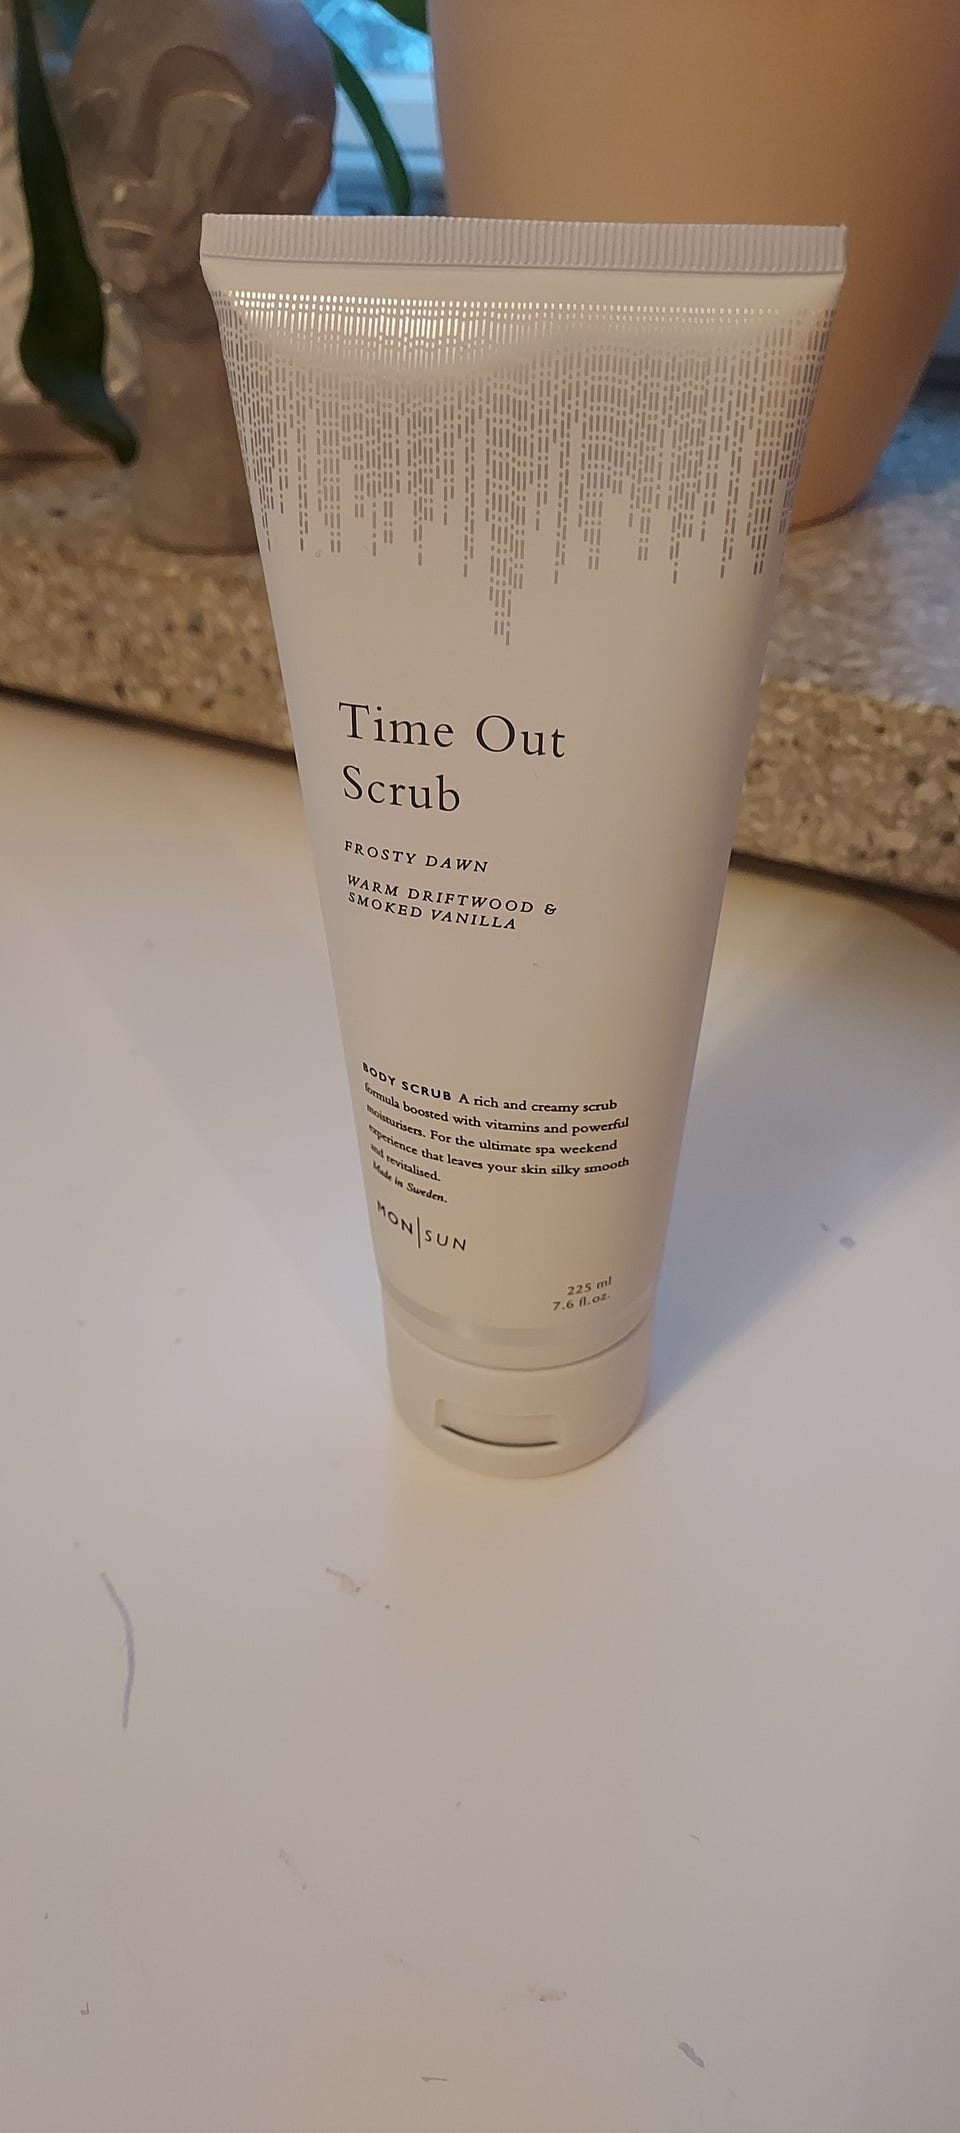 Time Out
Scrub
FROSTY DAWN
WARM DRIFTWOOD &
SMOKED VANILLA
BODY SCRUB A rich and creamy scrub
formula boosted with vitamins and powerful
moisturisers. For the ultimate spa weekend
experience that leaves your skin silky smooth
and revitalised.
Made in Sweden.
MON|SUN
225 ml
7.6 fl.oz.